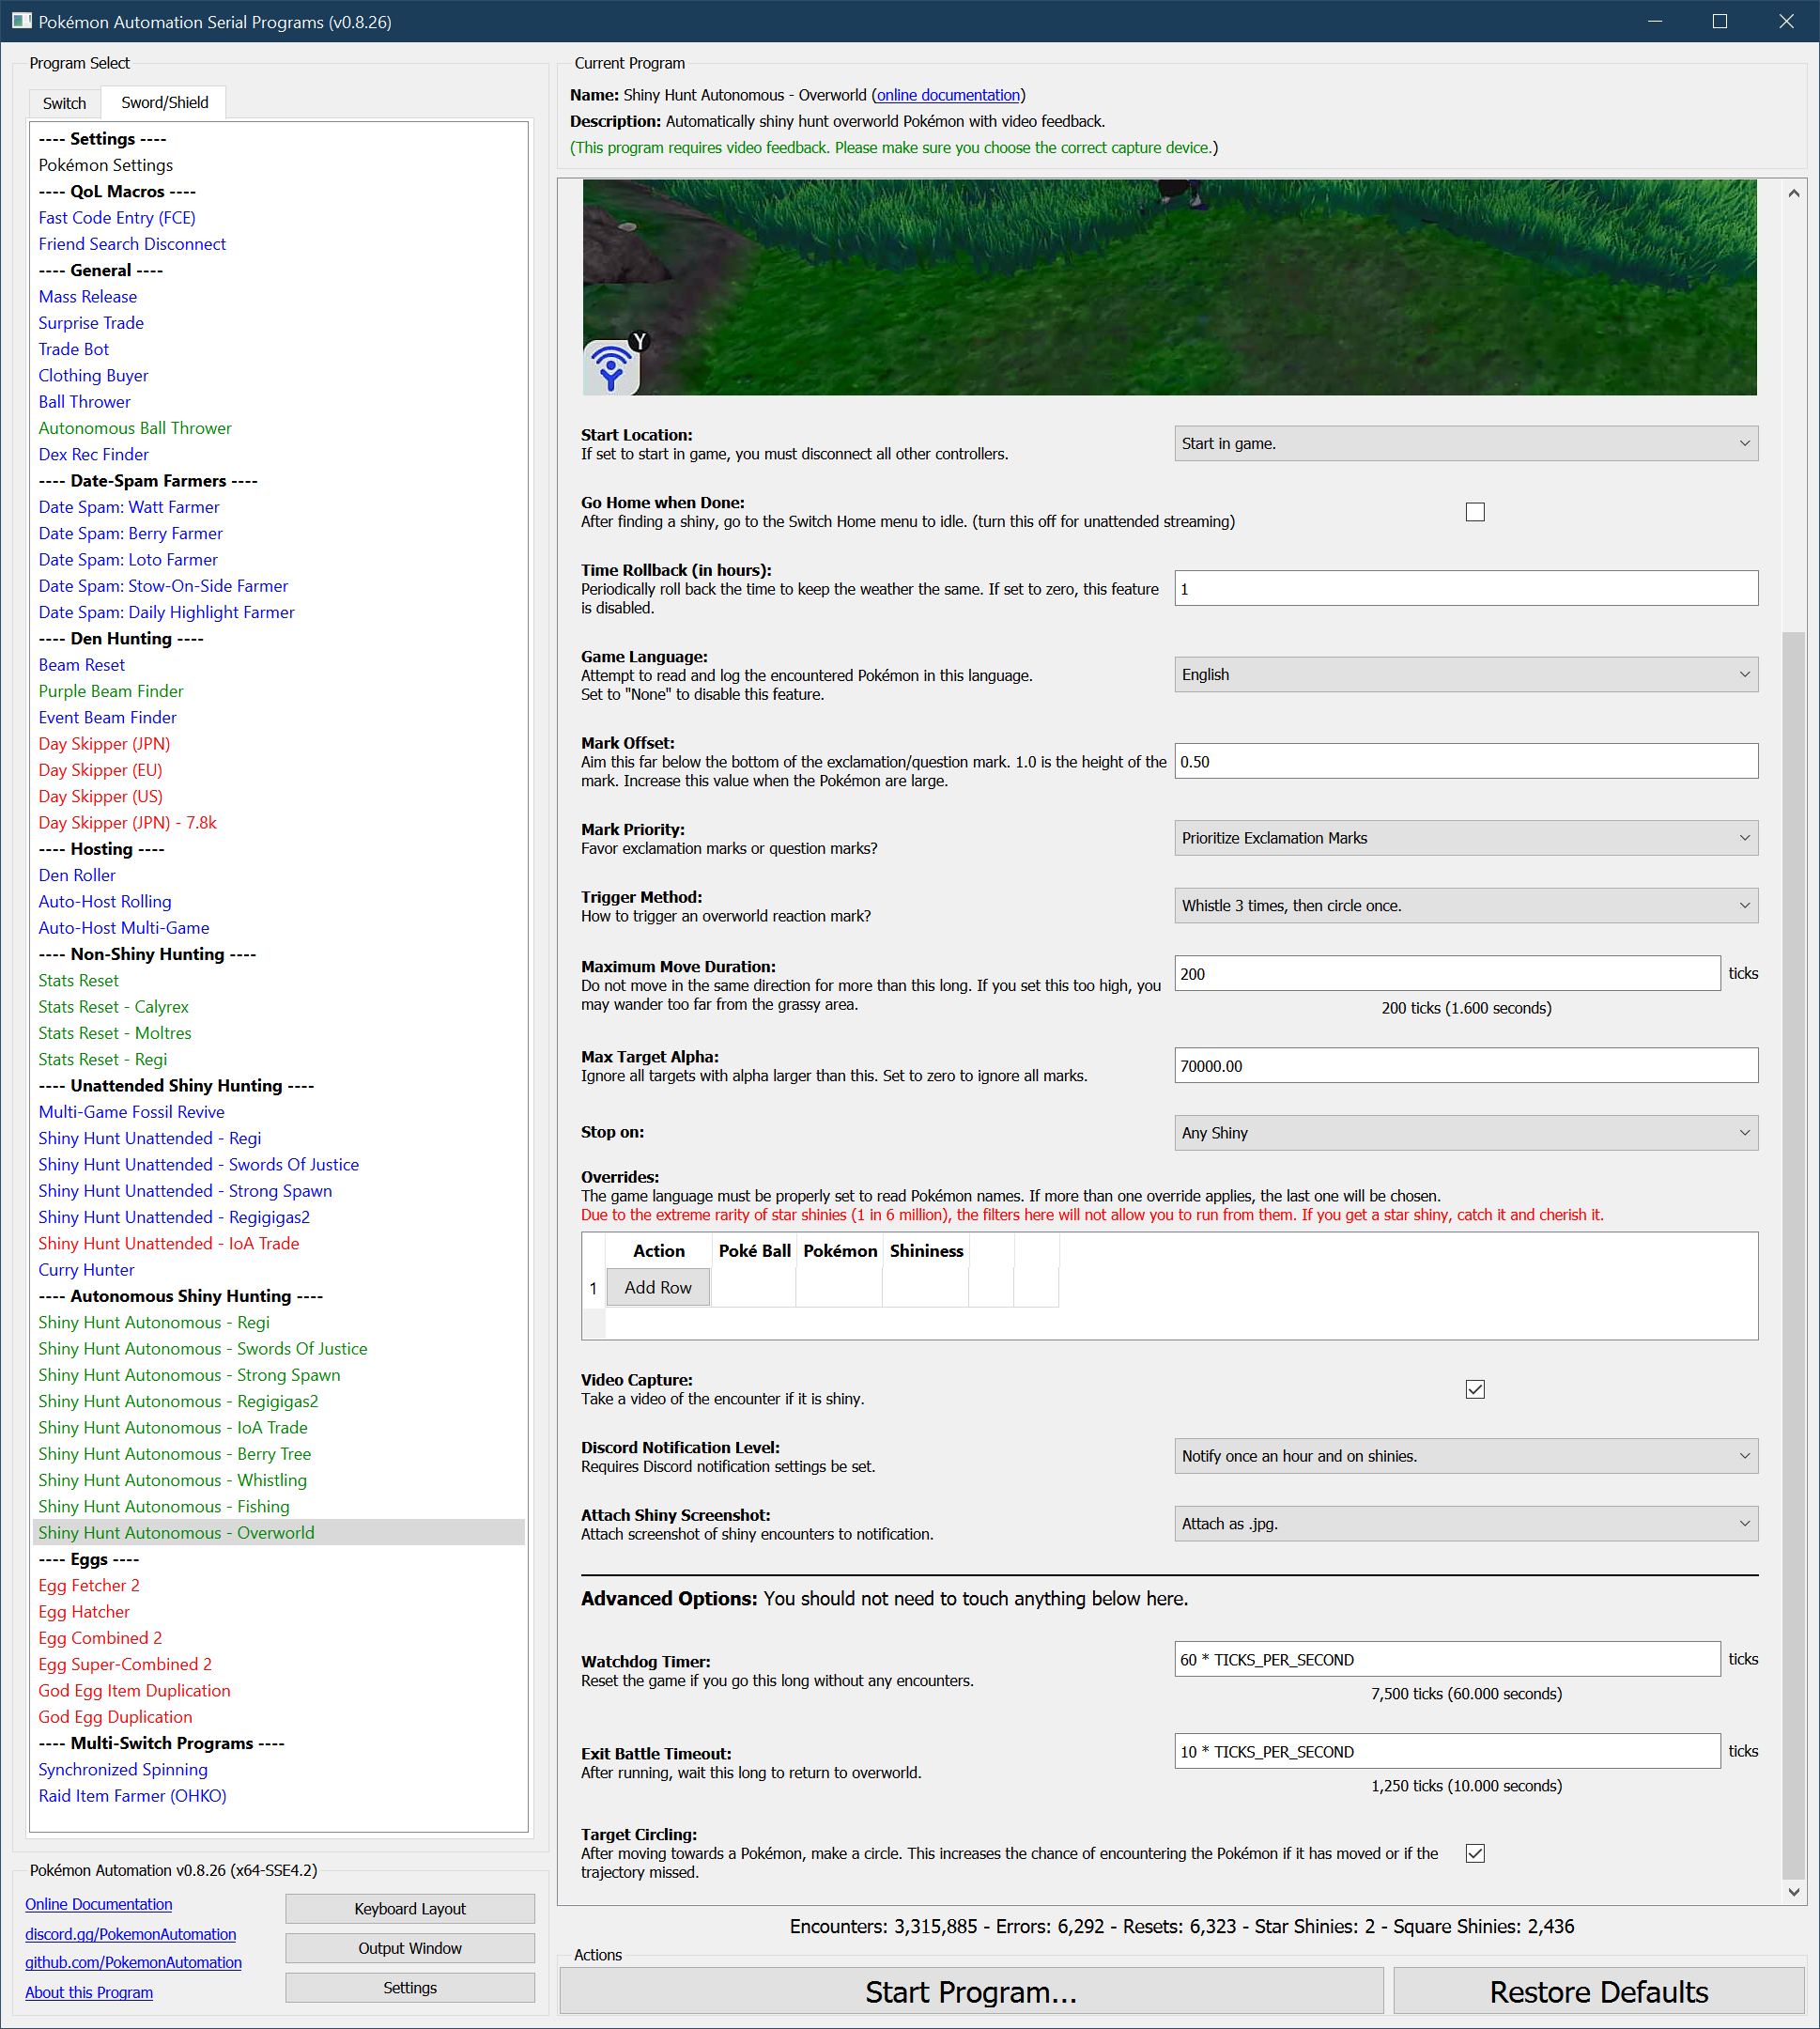 Pokémon Automation Serial Programs (v0.8.26)
Program Select
Switch
Sword/Shield
---- Settings ----
Pokémon Settings
---- QoL Macros ----
Fast Code Entry (FCE)
Friend Search Disconnect
---- General ----
Mass Release
Surprise Trade
Trade Bot
Clothing Buyer
Ball Thrower
Autonomous Ball Thrower
Dex Rec Finder
---- Date-Spam Farmers ----
Date Spam: Watt Farmer
Date Spam: Berry Farmer
Date Spam: Loto Farmer
Date Spam: Stow-On-Side Farmer
Date Spam: Daily Highlight Farmer
---- Den Hunting ----
Beam Reset
Purple Beam Finder
Event Beam Finder
Day Skipper (JPN)
Day Skipper (EU)
Day Skipper (US)
Day Skipper (JPN) - 7.8k
---- Hosting ----
Den Roller
Auto-Host Rolling
Auto-Host Multi-Game
---- Non-Shiny Hunting ----
Stats Reset
Stats Reset - Calyrex
Stats Reset - Moltres
Stats Reset - Regi
---- Unattended Shiny Hunting ----
Multi-Game Fossil Revive
Shiny Hunt Unattended - Regi
Shiny Hunt Unattended - Swords Of Justice
Shiny Hunt Unattended - Strong Spawn
Shiny Hunt Unattended - Regigigas2
Shiny Hunt Unattended - IoA Trade
Curry Hunter
---- Autonomous Shiny Hunting ----
Shiny Hunt Autonomous - Regi
Shiny Hunt Autonomous - Swords Of Justice
Shiny Hunt Autonomous - Strong Spawn
Shiny Hunt Autonomous - Regigigas2
Shiny Hunt Autonomous - IoA Trade
Shiny Hunt Autonomous - Berry Tree
Shiny Hunt Autonomous - Whistling
Shiny Hunt Autonomous - Fishing
Shiny Hunt Autonomous - Overworld
---- Eggs ----
Egg Fetcher 2
Egg Hatcher
Egg Combined 2
Egg Super-Combined 2
God Egg Item Duplication
God Egg Duplication
---- Multi-Switch Programs ----
Synchronized Spinning
Raid Item Farmer (OHKO)
Pokémon Automation v0.8.26 (x64-SSE4.2)
Online Documentation
discord.gg/PokemonAutomation
github.com/PokemonAutomation
About this Program
Keyboard Layout
Output Window
Settings
Current Program
Name: Shiny Hunt Autonomous - Overworld (online documentation)
Description: Automatically shiny hunt overworld Pokémon with video feedback.
(This program requires video feedback. Please make sure you choose the correct capture device.)
Y
Start Location:
If set to start in game, you must disconnect all other controllers.
Start in game.
Go Home when Done:
After finding a shiny, go to the Switch Home menu to idle. (turn this off for unattended streaming)
Time Rollback (in hours):
Periodically roll back the time to keep the weather the same. If set to zero, this feature
is disabled.
1
Game Language:
Attempt to read and log the encountered Pokémon in this language.
Set to "None" to disable this feature.
English
Mark Offset:
Aim this far below the bottom of the exclamation/question mark. 1.0 is the height of the
mark. Increase this value when the Pokémon are large.
0.50
Mark Priority:
Favor exclamation marks or question marks?
Prioritize Exclamation Marks
Trigger Method:
How to trigger an overworld reaction mark?
Whistle 3 times, then circle once.
Maximum Move Duration:
Do not move in the same direction for more than this long. If you set this too high, you
may wander too far from the grassy area.
200
ticks
200 ticks (1.600 seconds)
Max Target Alpha:
Ignore all targets with alpha larger than this. Set to zero to ignore all marks.
70000.00
Stop on:
Any Shiny
Overrides:
The game language must be properly set to read Pokémon names. If more than one override applies, the last one will be chosen.
Due to the extreme rarity of star shinies (1 in 6 million), the filters here will not allow you to run from them. If you get a star shiny, catch it and cherish it.
Action Poké Ball Pokémon Shininess
1 Add Row
Video Capture:
Take a video of the encounter if it is shiny.
Discord Notification Level:
Requires Discord notification settings be set.
Notify once an hour and on shinies.
Attach Shiny Screenshot:
Attach screenshot of shiny encounters to notification.
Attach as .jpg.
Advanced Options: You should not need to touch anything below here.
Watchdog Timer:
Reset the game if you go this long without any encounters.
60 * TICKS_PER_SECOND
ticks
7,500 ticks (60.000 seconds)
Exit Battle Timeout:
After running, wait this long to return to overworld.
10 * TICKS_PER_SECOND
ticks
1,250 ticks (10.000 seconds)
Target Circling:
After moving towards a Pokémon, make a circle. This increases the chance of encountering the Pokémon if it has moved or if the
trajectory missed.
Encounters: 3,315,885 - Errors: 6,292 - Resets: 6,323 - Star Shinies: 2 - Square Shinies: 2,436
Actions
Start Program...
Restore Defaults